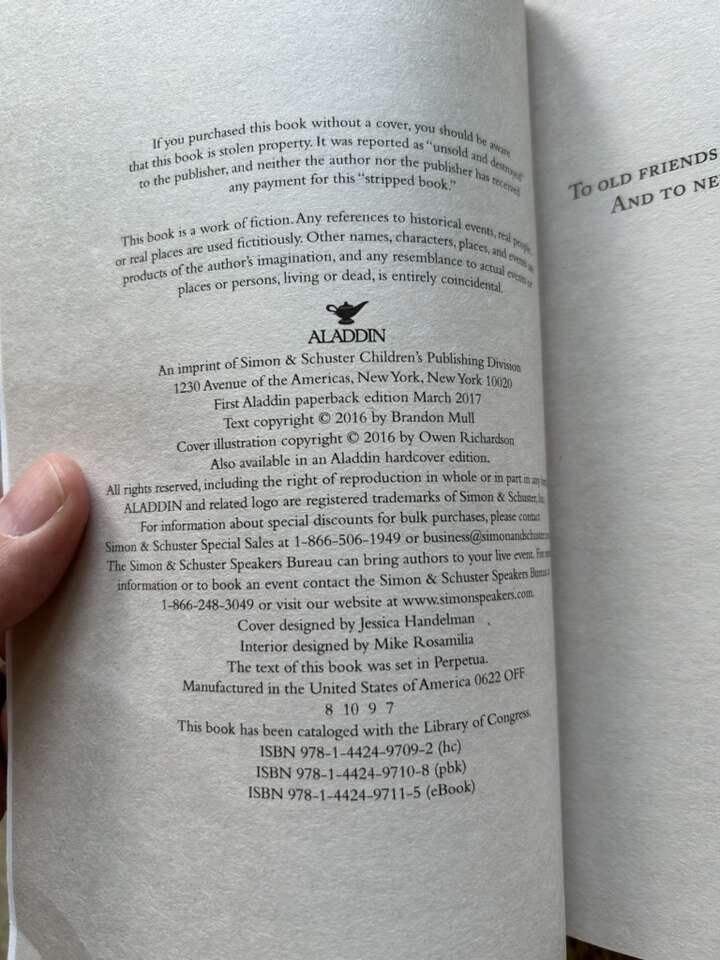 If you purchased this book without a cover, you should be aware
that this book is stolen property. It was reported as "unsold and destroyed"
to the publisher, and neither the author nor the publisher has received
any payment for this "stripped book."
This book is a work of fiction. Any references to historical events, real people,
or real places are used fictitiously. Other names, characters, places, and events are
products of the author's imagination, and any resemblance to actual events or
places or persons, living or dead, is entirely coincidental.
ALADDIN
An imprint of Simon & Schuster Children's Publishing Division
1230 Avenue of the Americas, New York, New York 10020
First Aladdin paperback edition March 2017
Text copyright © 2016 by Brandon Mull
Cover illustration copyright © 2016 by Owen Richardson
Also available in an Aladdin hardcover edition.
All rights reserved, including the right of reproduction in whole or in part in any
ALADDIN and related logo are registered trademarks of Simon & Schuster, Inc.
For information about special discounts for bulk purchases, please contact
Simon & Schuster Special Sales at 1-866-506-1949 or business@simonandschuster.
The Simon & Schuster Speakers Bureau can bring authors to your live event. For
information or to book an event contact the Simon & Schuster Speakers Bureau
1-866-248-3049 or visit our website at www.simonspeakers.com.
Cover designed by Jessica Handelman
Interior designed by Mike Rosamilia
The text of this book was set in Perpetua.
Manufactured in the United States of America 0622 OFF
8 10 9 7
This book has been cataloged with the Library of Congress.
ISBN 978-1-4424-9709-2 (hc)
ISBN 978-1-4424-9710-8 (pbk)
ISBN 978-1-4424-9711-5 (eBook)
TO OLD FRIENDS
AND TO NE